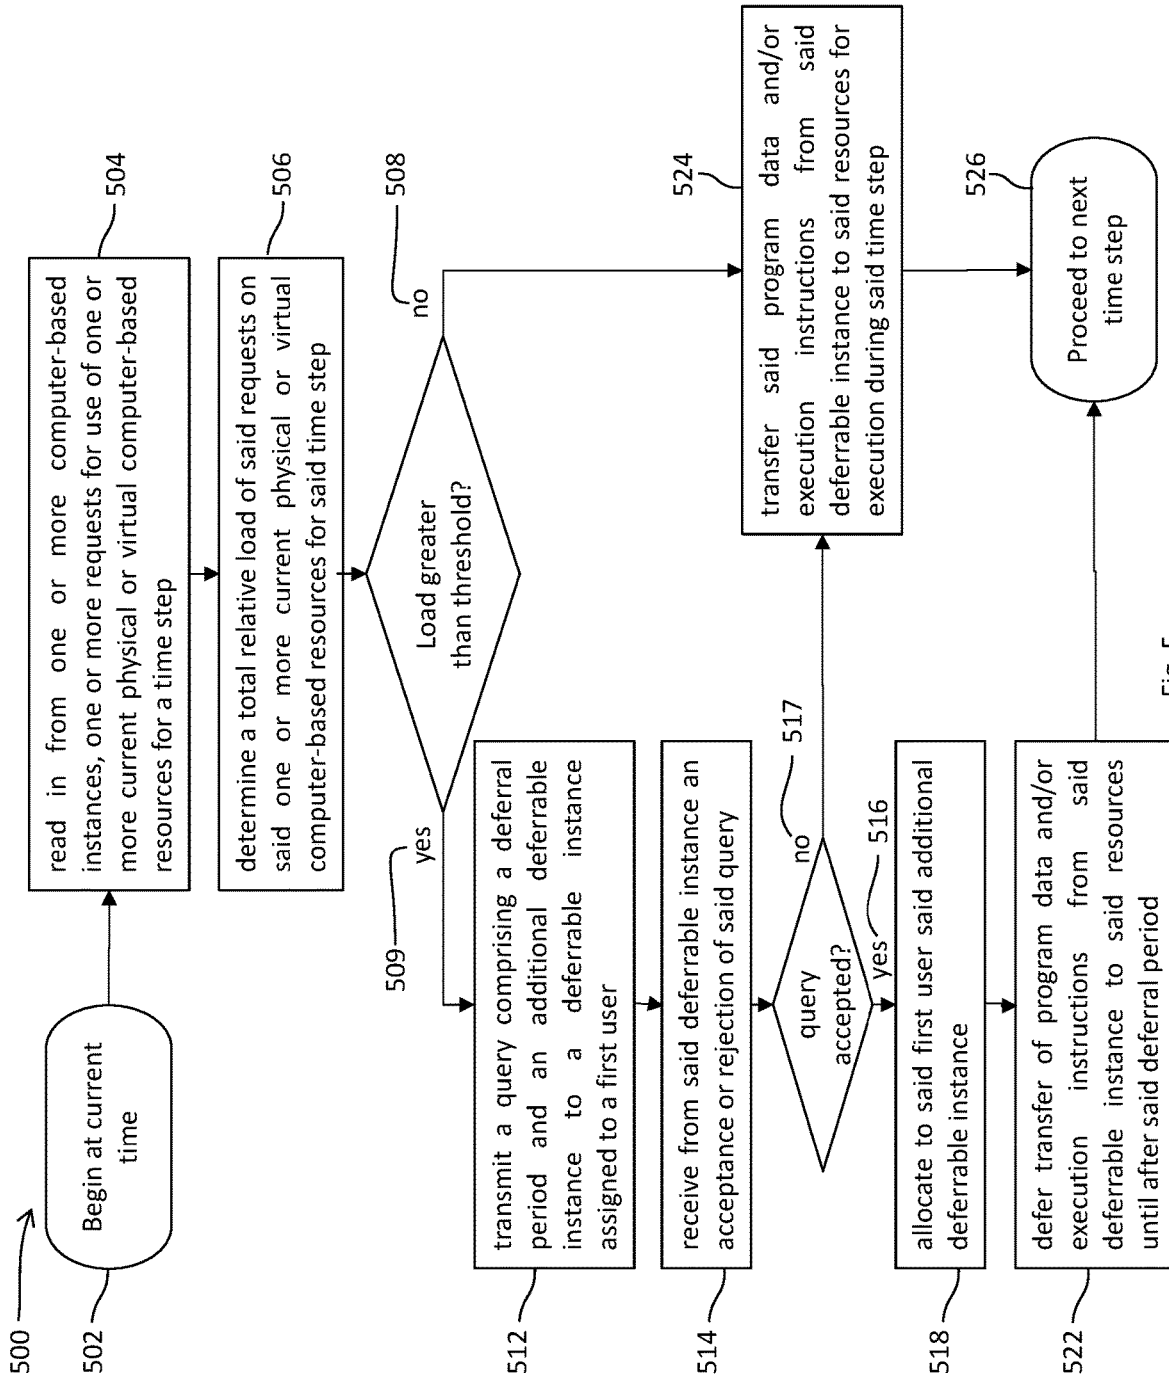 500
502
Begin at current
time
504
read in from one or more computer-based
instances, one or more requests for use of one or
more current physical or virtual computer-based
resources for a time step
506
determine a total relative load of said requests on
said one or more current physical or virtual
computer-based resources for said time step
508
Load greater
than threshold?
no
509
yes
512
transmit a query comprising a deferral
period and an additional deferrable
instance to a deferrable instance
assigned to a first user
514
receive from said deferrable instance an
acceptance or rejection of said query
query
accepted?
no
517
yes
516
518
allocate to said first user said additional
deferrable instance
522
defer transfer of program data and/or
execution instructions from said
deferrable instance to said resources
until after said deferral period
524
transfer said program data and/or
execution instructions from said
deferrable instance to said resources for
execution during said time step
526
Proceed to next
time step